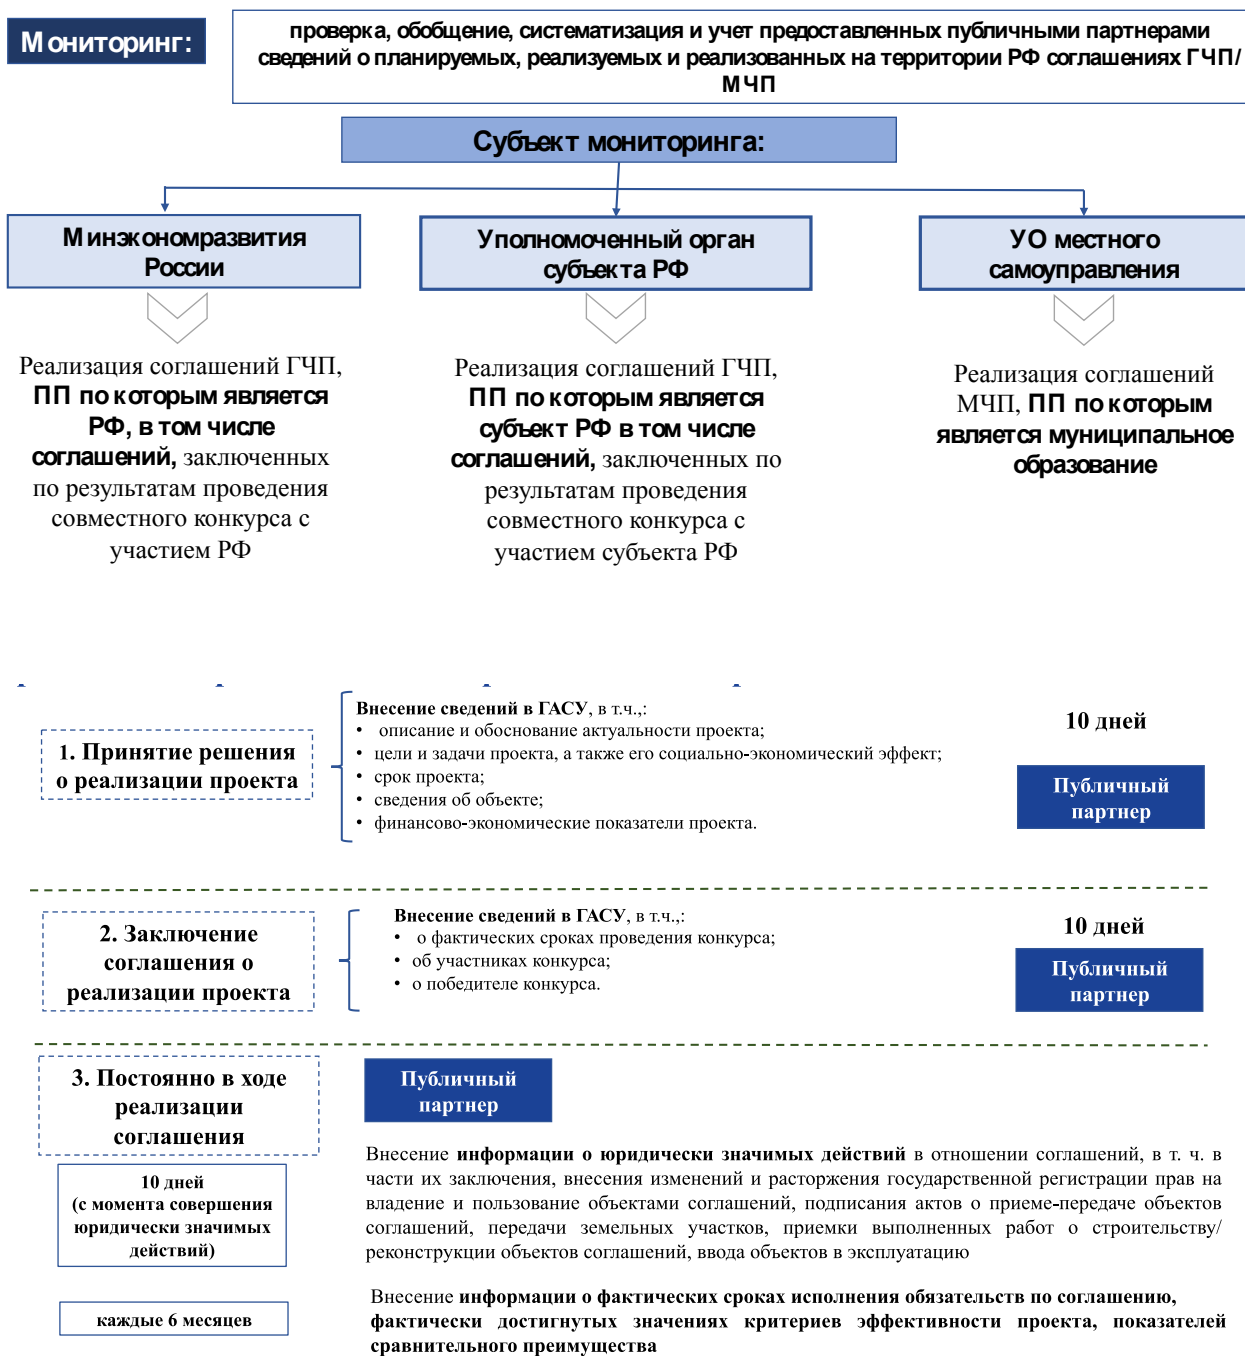 Мониторинг:
проверка, обобщение, систематизация и учет предоставленных публичными партнерами
сведений о планируемых, реализуемых и реализованных на территории РФ соглашениях ГЧП/
МЧП
Субъект мониторинга:
Минэкономразвития
России
Уполномоченный орган
субъекта РФ
УО местного
самоуправления
Реализация соглашений ГЧП,
ПП по которым является
РФ, в том числе
соглашений, заключенных
по результатам проведения
совместного конкурса с
участием РФ
Реализация соглашений ГЧП,
ПП по которым является
субъект РФ в том числе
соглашений, заключенных по
результатам проведения
совместного конкурса с
участием субъекта РФ
Реализация соглашений
МЧП, ПП по которым
является муниципальное
образование
1. Принятие решения
о реализации проекта
Внесение сведений в ГАСУ, в т.ч.,:
• описание и обоснование актуальности проекта;
• цели и задачи проекта, а также его социально-экономический эффект;
• срок проекта;
• сведения об объекте;
• финансово-экономические показатели проекта.
10 дней
Публичный
партнер
2. Заключение
соглашения о
реализации проекта
Внесение сведений в ГАСУ, в т.ч.,:
• о фактических сроках проведения конкурса;
• об участниках конкурса;
• о победителе конкурса.
10 дней
Публичный
партнер
3. Постоянно в ходе
реализации
соглашения
Публичный
партнер
10 дней
(с момента совершения
юридически значимых
действий)
Внесение информации о юридически значимых действий в отношении соглашений, в т. ч. в
части их заключения, внесения изменений и расторжения государственной регистрации прав на
владение и пользование объектами соглашений, подписания актов о приеме-передаче объектов
соглашений, передачи земельных участков, приемки выполненных работ о строительству/
реконструкции объектов соглашений, ввода объектов в эксплуатацию
каждые 6 месяцев
Внесение информации о фактических сроках исполнения обязательств по соглашению,
фактически достигнутых значениях критериев эффективности проекта, показателей
сравнительного преимущества